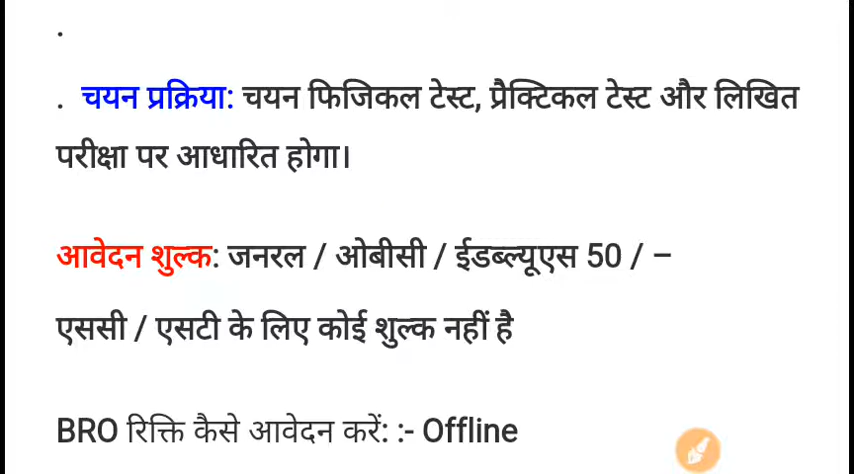 .
. चयन प्रक्रिया: चयन फिजिकल टेस्ट, प्रैक्टिकल टेस्ट और लिखित
परीक्षा पर आधारित होगा।
आवेदन शुल्क: जनरल / ओबीसी / ईडब्ल्यूएस 50 / –
एससी / एसटी के लिए कोई शुल्क नहीं है
BRO रिक्ति कैसे आवेदन करें: :- Offline